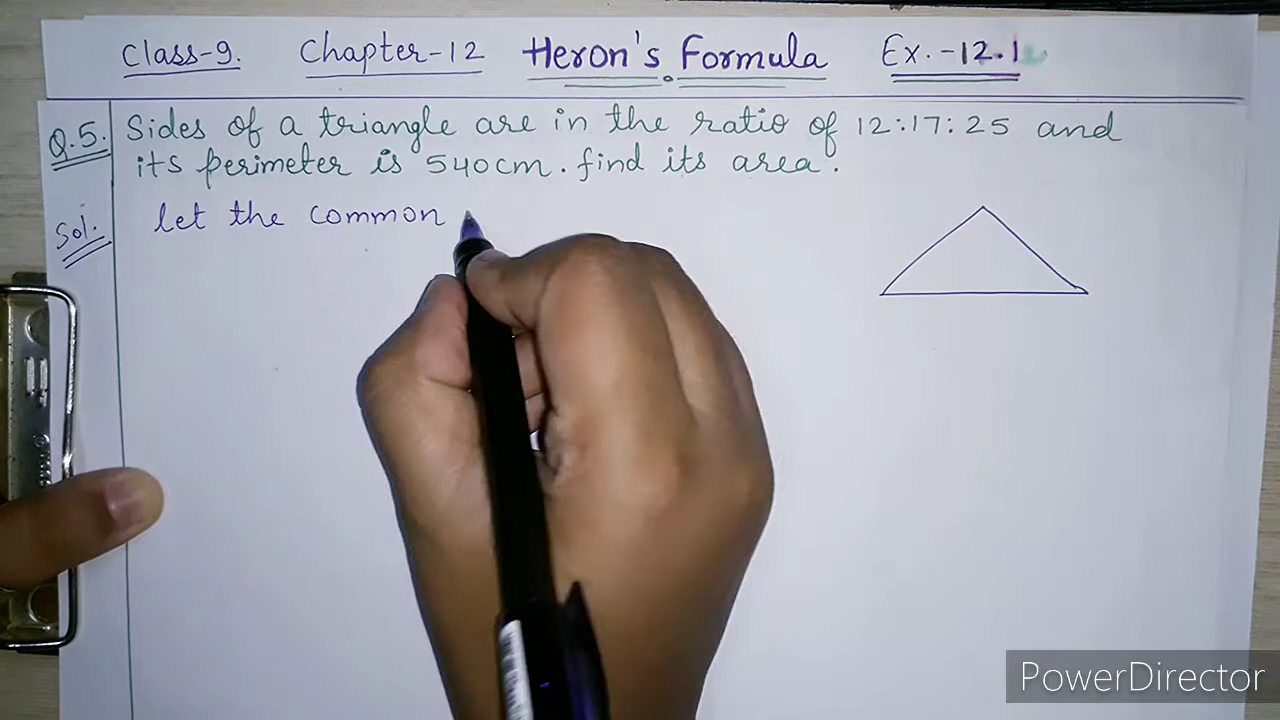 Class-9. Chapter-12 Heron's Formula Ex.-12.1
Q.5. Sides of a triangle are in the ratio of 12:17:25 and
its perimeter is 540cm. find its area.
Sol. let the common
PowerDirector